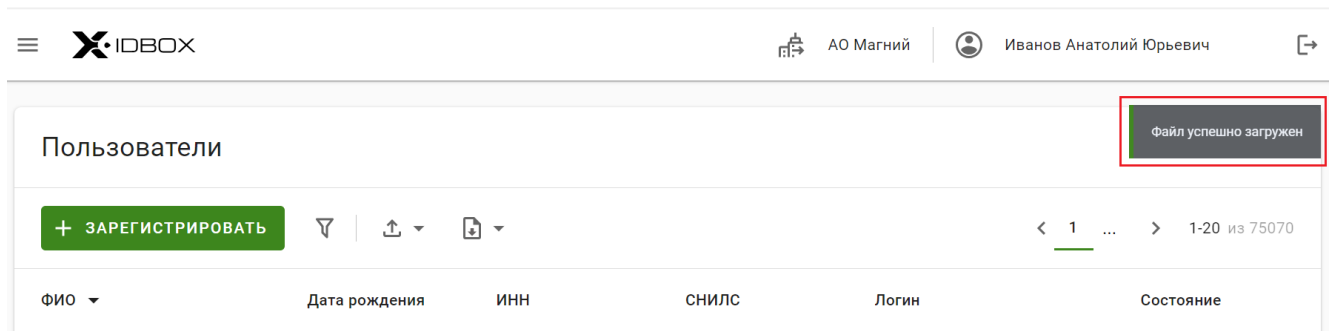 IDBOX
АО Магний
Иванов Анатолий Юрьевич
Файл успешно загружен
Пользователи
+ ЗАРЕГИСТРИРОВАТЬ
1 ... 1-20 из 75070
ФИО Дата рождения ИНН СНИЛС Логин Состояние